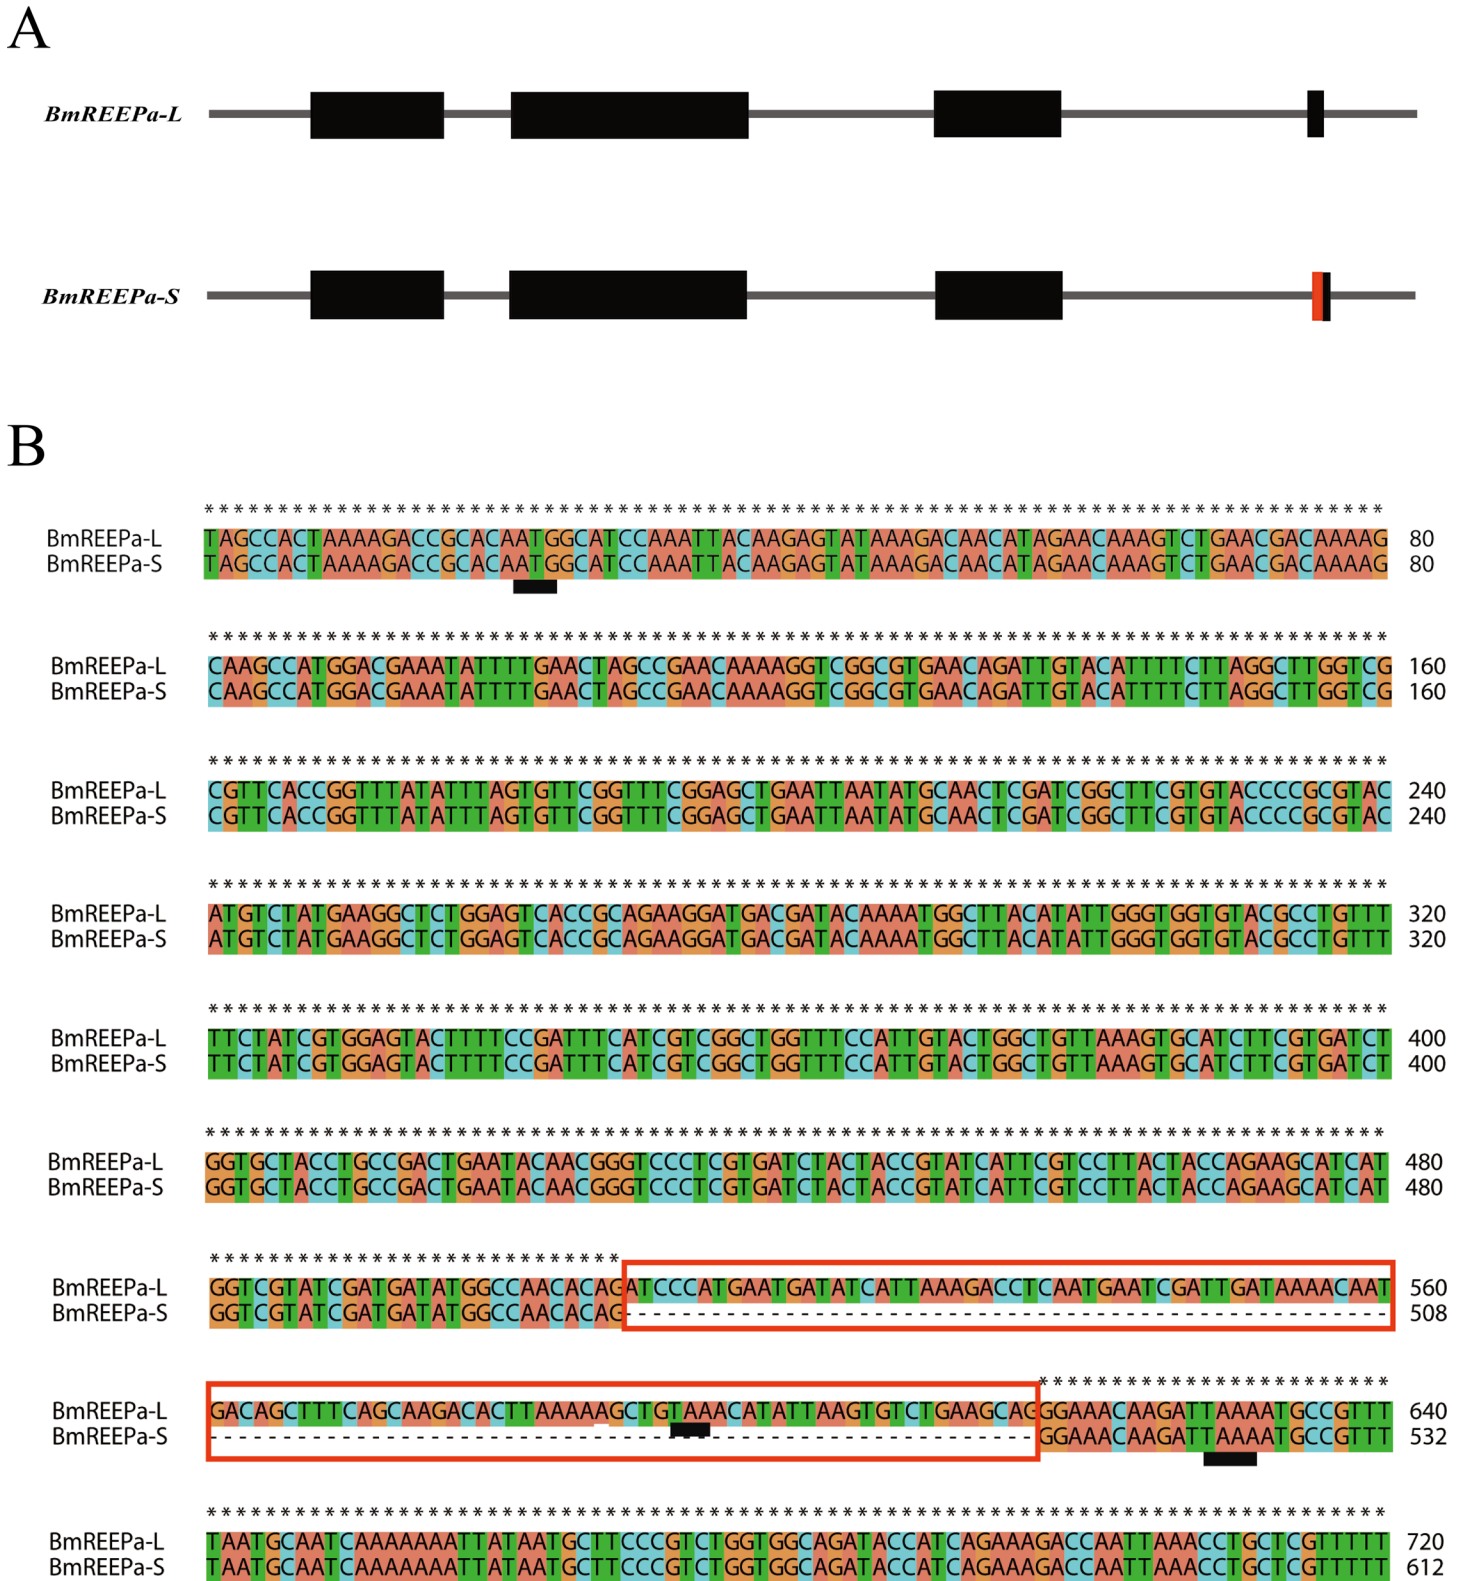 A
BmREEPa-L
BmREEPa-S
B
********************************************************************************
BmREEPa-L TAGCCACTAAAAGACCGCACAATGGCATCCAAATTACAAGAGTATAAAGACAACATAGAACAAAGTCTGAACGACAAAAG 80
BmREEPa-S TAGCCACTAAAAGACCGCACAATGGCATCCAAATTACAAGAGTATAAAGACAACATAGAACAAAGTCTGAACGACAAAAG 80
********************************************************************************
BmREEPa-L CAAGCCATGGACGAAATATTTTGAACTAGCCGAACAAAAGGTCGGCGTGAACAGATTGTACATTTTCTTAGGCTTGGTCG 160
BmREEPa-S CAAGCCATGGACGAAATATTTTGAACTAGCCGAACAAAAGGTCGGCGTGAACAGATTGTACATTTTCTTAGGCTTGGTCG 160
********************************************************************************
BmREEPa-L CGTTCACCGGTTTATATTTAGTGTTCGGTTTCGGAGCTGAATTAATATGCAACTCGATCGGCTTCGTGTACCCCGCGTAC 240
BmREEPa-S CGTTCACCGGTTTATATTTAGTGTTCGGTTTCGGAGCTGAATTAATATGCAACTCGATCGGCTTCGTGTACCCCGCGTAC 240
********************************************************************************
BmREEPa-L ATGTCTATGAAGGCTCTGGAGTCACCGCAGAAGGATGACGATACAAAATGGCTTACATATTGGGTGGTGTACGCCTGTTT 320
BmREEPa-S ATGTCTATGAAGGCTCTGGAGTCACCGCAGAAGGATGACGATACAAAATGGCTTACATATTGGGTGGTGTACGCCTGTTT 320
********************************************************************************
BmREEPa-L TTCTATCGTGGAGTACTTTTCCGATTTCATCGTCGGCTGGTTTCCATTGTACTGGCTGTTAAAGTGCATCTTCGTGATCT 400
BmREEPa-S TTCTATCGTGGAGTACTTTTCCGATTTCATCGTCGGCTGGTTTCCATTGTACTGGCTGTTAAAGTGCATCTTCGTGATCT 400
********************************************************************************
BmREEPa-L GGTGCTACCTGCCGACTGAATACAACGGGTCCCTCGTGATCTACTACCGTATCATTCGTCCTTACTACCAGAAGCATCAT 480
BmREEPa-S GGTGCTACCTGCCGACTGAATACAACGGGTCCCTCGTGATCTACTACCGTATCATTCGTCCTTACTACCAGAAGCATCAT 480
****************************
BmREEPa-L GGTCGTATCGATGATATGGCCAACACAGATCCCATGAATGATATCATTAAAGACCTCAATGAATCGATTGATAAAACAAT 560
BmREEPa-S GGTCGTATCGATGATATGGCCAACACAG---------------------------------------------------- 508
************************
BmREEPa-L GACAGCTTTCAGCAAGACACTTAAAAAGCTGTAAACATATTAAGTGTCTGAAGCAGGGAAACAAGATTAAAATGCCGTTT 640
BmREEPa-S --------------------------------------------------------GGAAACAAGATTAAAATGCCGTTT 532
********************************************************************************
BmREEPa-L TAATGCAATCAAAAAAATTATAATGCTTCCCGTCTGGTGGCAGATACCATCAGAAAGACCAATTAAACCTGCTCGTTTTT 720
BmREEPa-S TAATGCAATCAAAAAAATTATAATGCTTCCCGTCTGGTGGCAGATACCATCAGAAAGACCAATTAAACCTGCTCGTTTTT 612